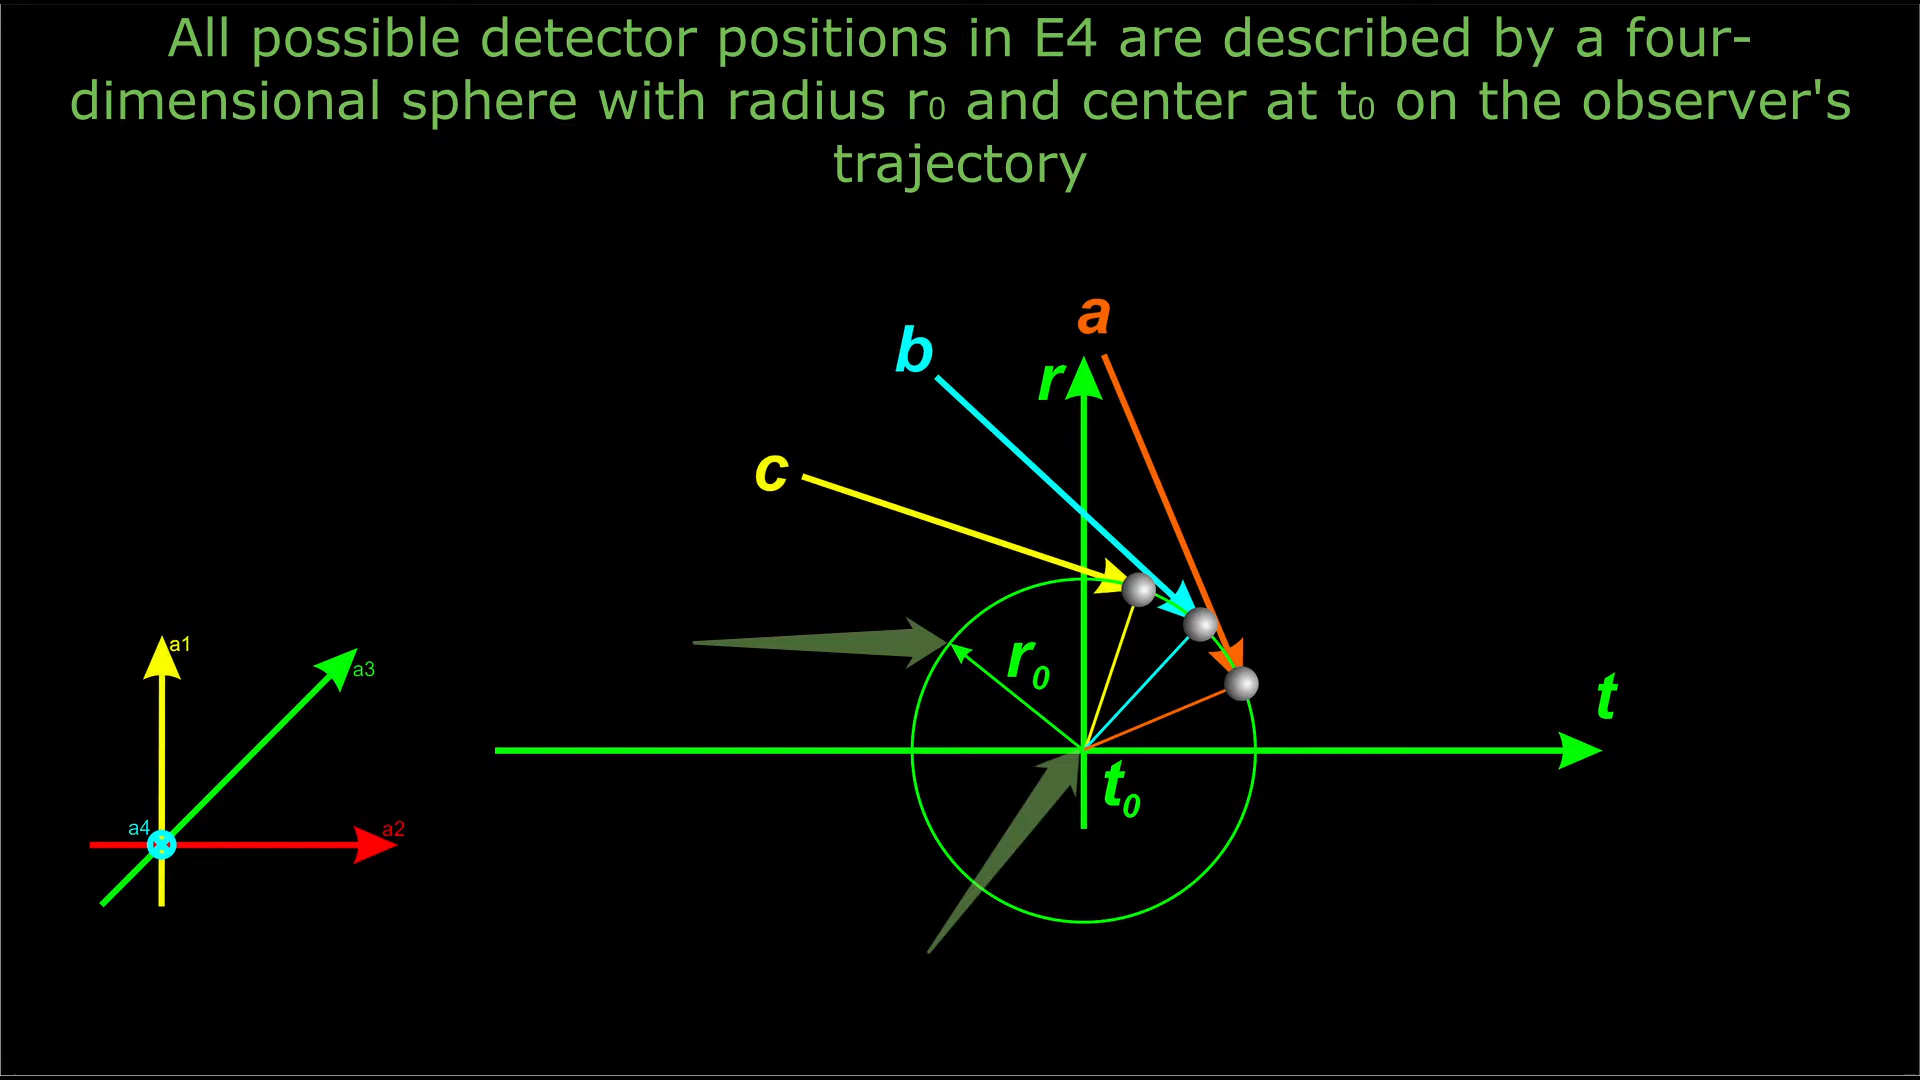 All possible detector positions in E4 are described by a four-
dimensional sphere with radius r₀ and center at t₀ on the observer's
trajectory
a
b
r
c
a1
a3
r₀
t
t₀
a4
a2